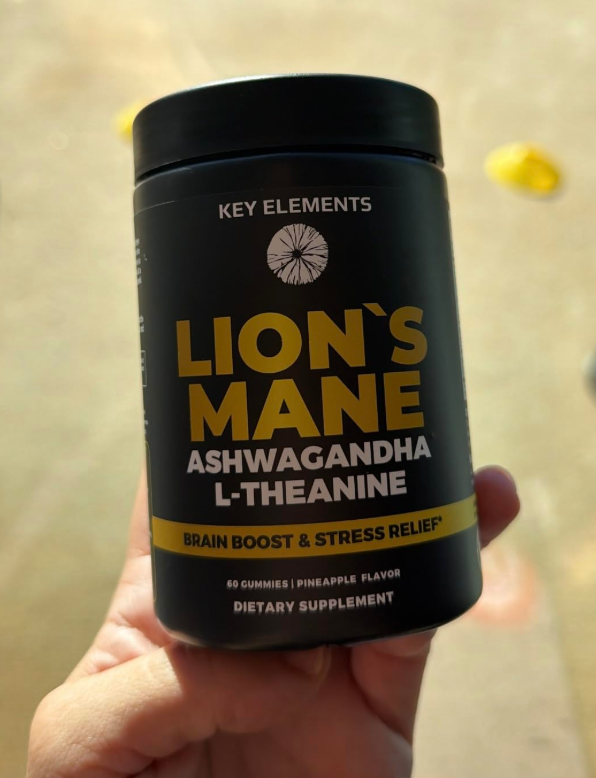 KEY ELEMENTS
LION`S
MANE
ASHWAGANDHA
L-THEANINE
BRAIN BOOST & STRESS RELIEF*
60 GUMMIES | PINEAPPLE FLAVOR
DIETARY SUPPLEMENT